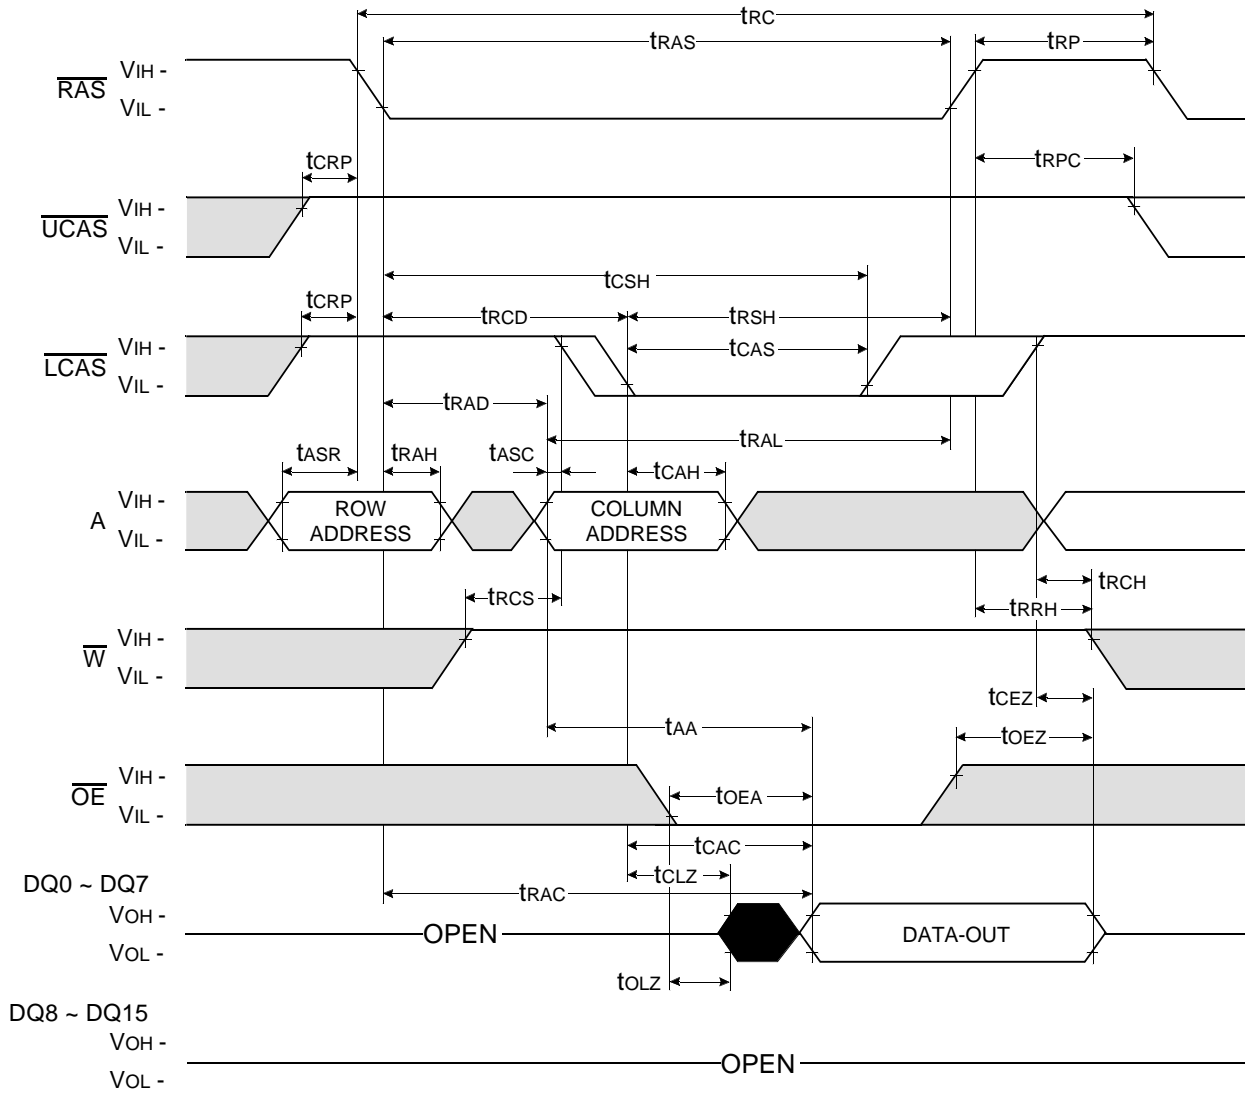 tRC
tRAS
tRP
RAS
VIH -
VIL -
tCRP
tRPC
UCAS
VIH -
VIL -
tCSH
tCRP
tRCD
tRSH
LCAS
VIH -
VIL -
tCAS
tRAD
tRAL
tASR
tRAH
tASC
tCAH
A
VIH -
VIL -
ROW
ADDRESS
COLUMN
ADDRESS
tRCS
tRCH
tRRH
W
VIH -
VIL -
tCEZ
tAA
tOEZ
OE
VIH -
VIL -
tOEA
tCAC
tCLZ
tRAC
DQ0 ~ DQ7
VOH -
VOL -
OPEN
DATA-OUT
tOLZ
DQ8 ~ DQ15
VOH -
VOL -
OPEN